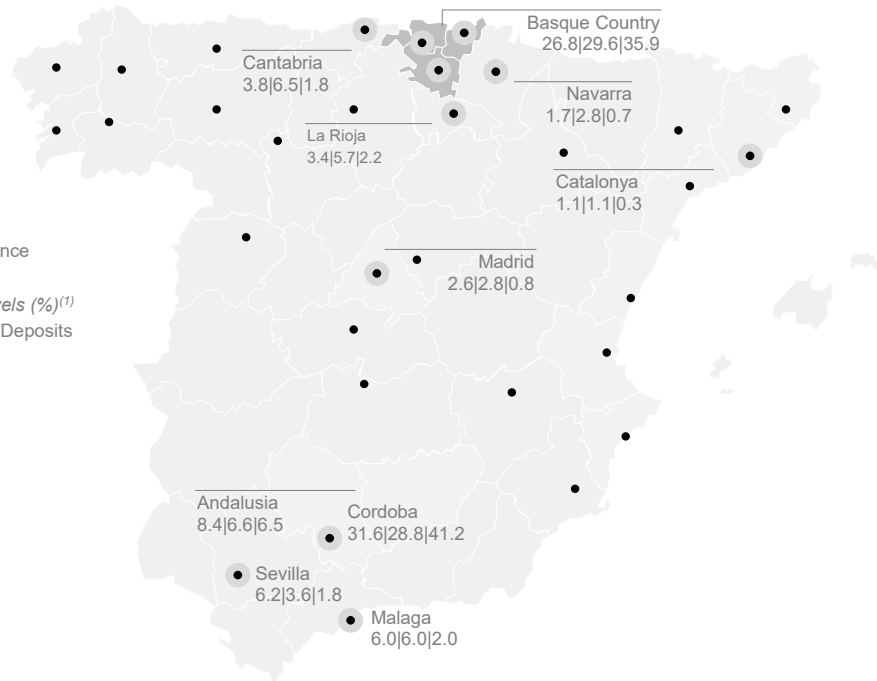 Basque Country
26.8|29.6|35.9
Cantabria
3.8|6.5|1.8
Navarra
1.7|2.8|0.7
La Rioja
3.4|5.7|2.2
Catalonya
1.1|1.1|0.3
nce
Madrid
2.6|2.8|0.8
vels (%)(1)
Deposits
Andalusia
8.4|6.6|6.5
Cordoba
31.6|28.8|41.2
Sevilla
6.2|3.6|1.8
Malaga
6.0|6.0|2.0